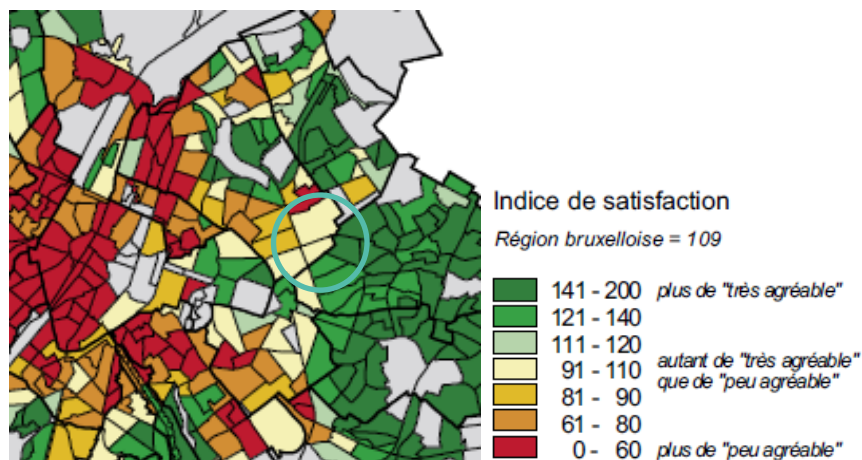 Indice de satisfaction
Région bruxelloise = 109
141 - 200 plus de "très agréable"
121 - 140
111 - 120
91 - 110 autant de "très agréable"
que de "peu agréable"
81 - 90
61 - 80
0 - 60 plus de "peu agréable"